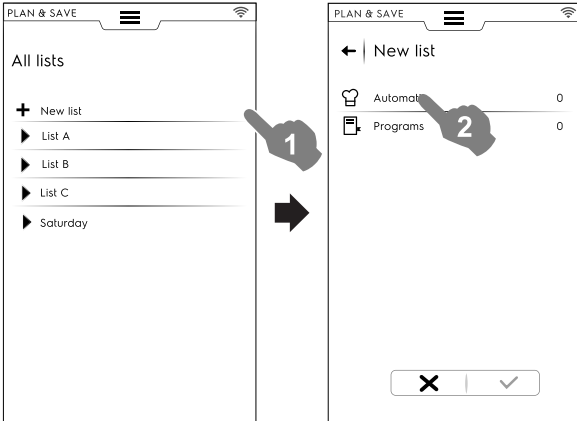 PLAN & SAVE
All lists
New list
List A
List B
List C
Saturday
1
PLAN & SAVE
New list
0
Programs 0
2